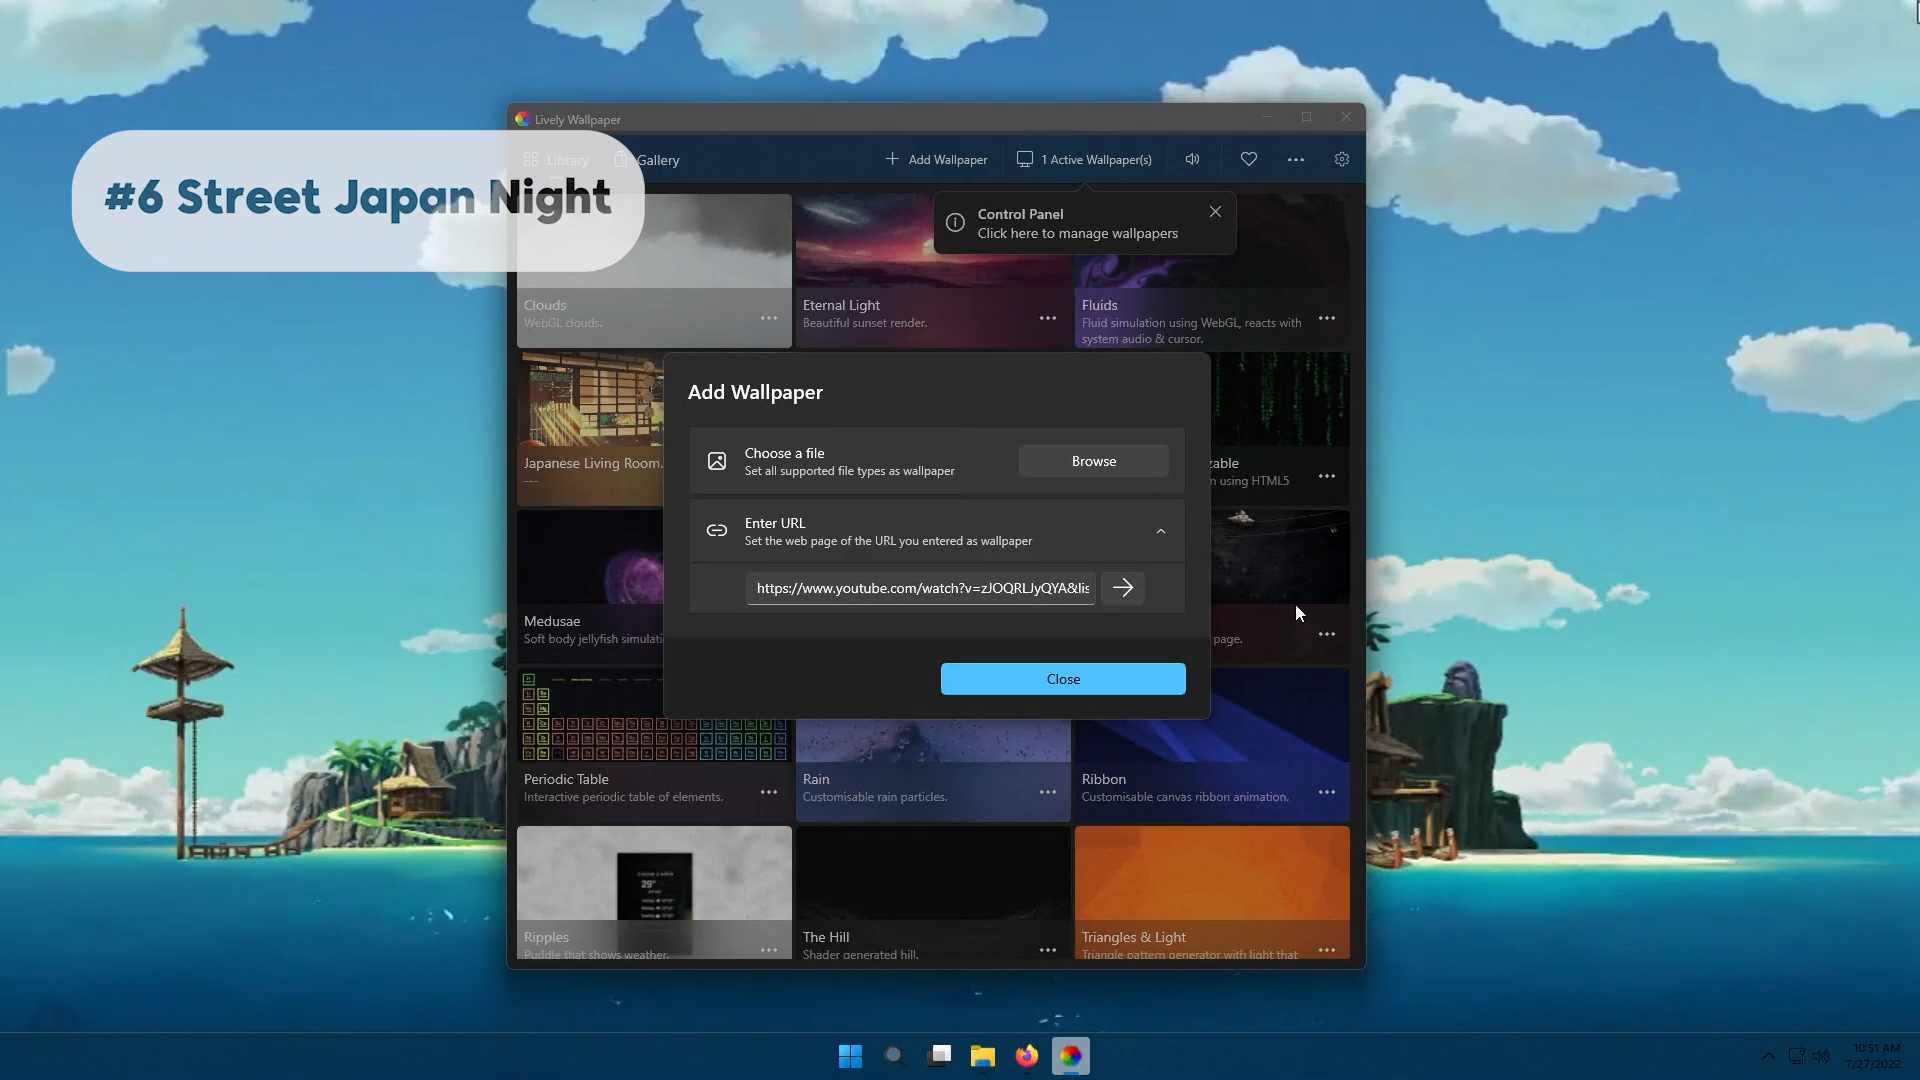 Lively Wallpaper
Library
Gallery
Add Wallpaper
1 Active Wallpaper(s)
#6 Street Japan Night
Control Panel
Click here to manage wallpapers
Clouds
WebGL clouds.
Eternal Light
Beautiful sunset render.
Fluids
Fluid simulation using WebGL, reacts with
system audio & cursor.
Add Wallpaper
Choose a file
Set all supported file types as wallpaper
Browse
Enter URL
Set the web page of the URL you entered as wallpaper
https://www.youtube.com/watch?v=zJOQRLJyQYA&lis
Close
Japanese Living Room.
---
zable
n using HTML5
Medusae
Soft body jellyfish simulati
page.
Periodic Table
Interactive periodic table of elements.
Rain
Customisable rain particles.
Ribbon
Customisable canvas ribbon animation.
29°
Ripples
Puddle that shows weather.
The Hill
Shader generated hill.
Triangles & Light
Triangle pattern generator with light that
10:51 AM
7/27/2022